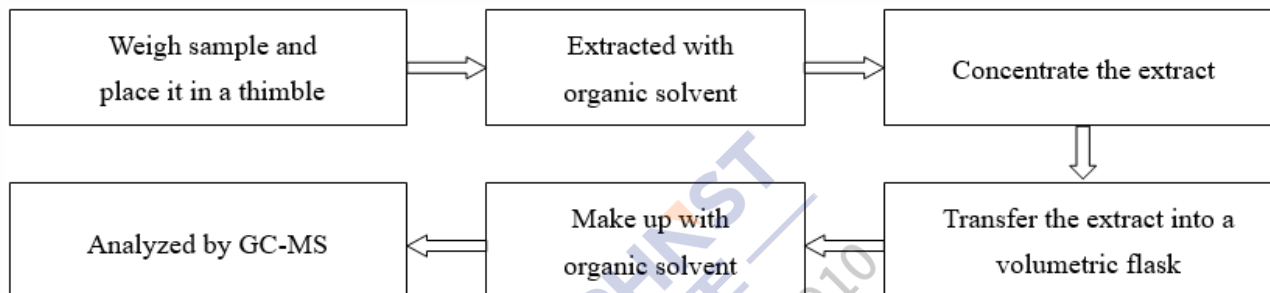 Weigh sample and
place it in a thimble
Extracted with
organic solvent
Concentrate the extract
Transfer the extract into a
volumetric flask
Make up with
organic solvent
Analyzed by GC-MS